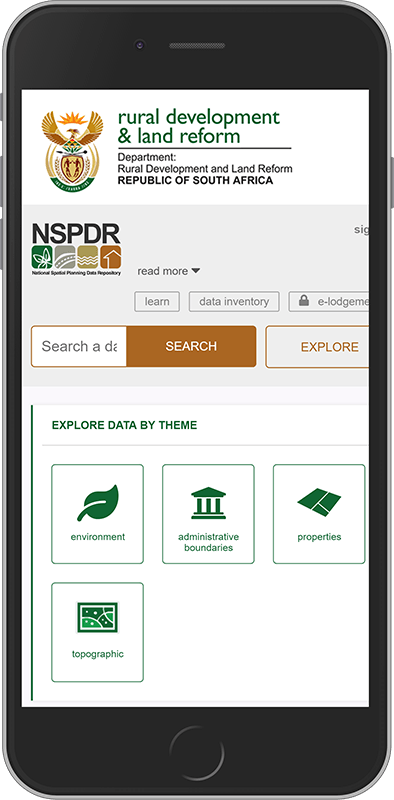 rural development
& land reform
Department:
Rural Development and Land Reform
REPUBLIC OF SOUTH AFRICA
NSPDR
National Spatial Planning Data Repository
sig
read more
learn
data inventory
e-lodgeme
Search a da
SEARCH
EXPLORE
EXPLORE DATA BY THEME
environment
administrative
boundaries
properties
topographic